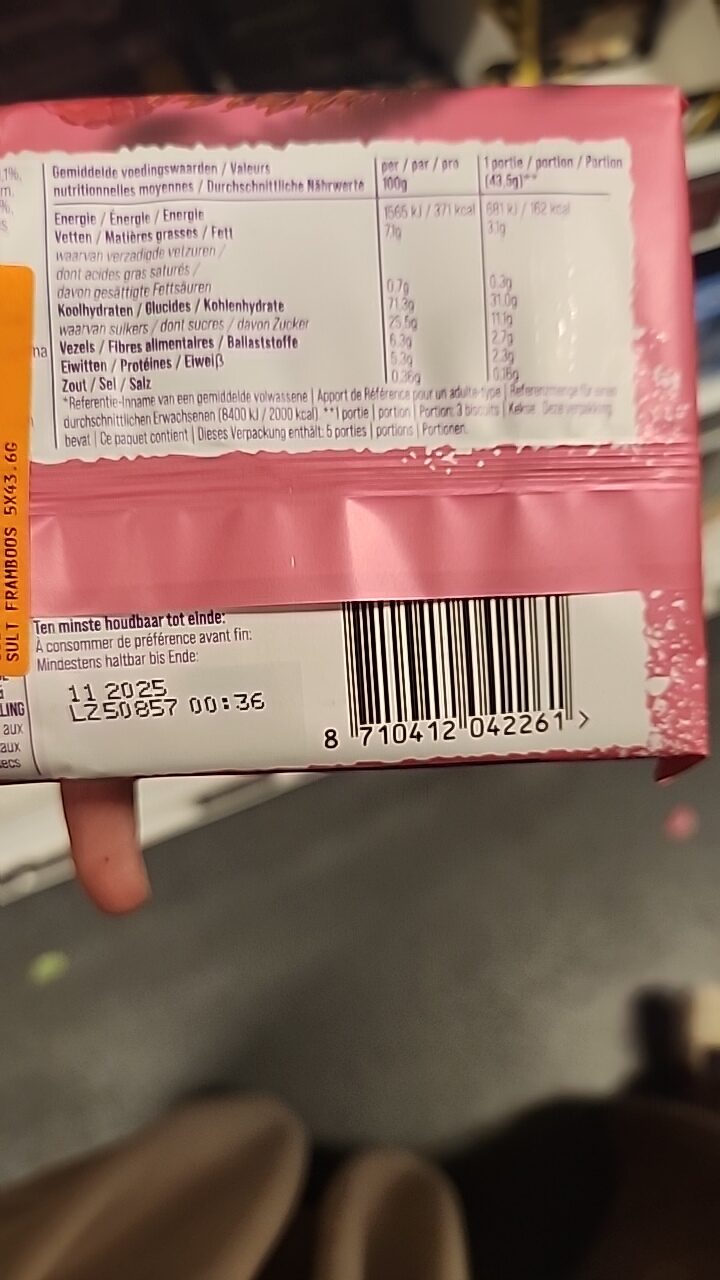 1%,
m.
%,
S
na
SULT FRAMBOOS 5X43.6G
LING
aux
aux
ecs
Gemiddelde voedingswaarden / Valeurs
nutritionnelles moyennes / Durchschnittliche Nährwerte
per / par / pro
100g
1 portie / portion / Portion
(43,5g)**
Energie / Énergie / Energie 1565 kJ / 371 kcal 681 kJ / 162 kcal
Vetten / Matières grasses / Fett 7,1g 3,1g
waarvan verzadigde vetzuren /
dont acides gras saturés /
davon gesättigte Fettsäuren 0,7g 0,3g
Koolhydraten / Glucides / Kohlenhydrate 71,3g 31,0g
waarvan suikers / dont sucres / davon Zucker 25,5g 11,1g
Vezels / Fibres alimentaires / Ballaststoffe 6,3g 2,7g
Eiwitten / Protéines / Eiweiß 5,3g 2,3g
Zout / Sel / Salz 0,36g 0,16g
*Referentie-Inname van een gemiddelde volwassene | Apport de Référence pour un adulte-type | Referenzmenge für einen
durchschnittlichen Erwachsenen (8400 kJ / 2000 kcal). **1 portie | portion | Portion: 3 biscuits | Kekse. Deze verpakking
bevat | Ce paquet contient | Dieses Verpackung enthält: 5 porties | portions | Portionen.
Ten minste houdbaar tot einde:
À consommer de préférence avant fin:
Mindestens haltbar bis Ende:
11 2025
LZ50857 00:36
8 710412 042261 >